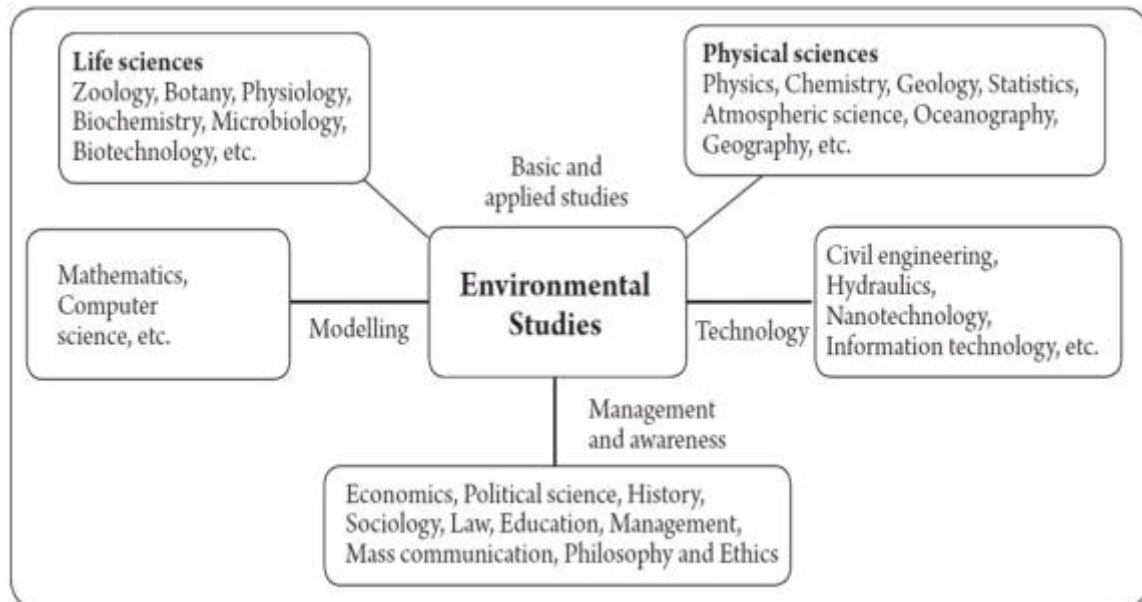 Life sciences
Zoology, Botany, Physiology,
Biochemistry, Microbiology,
Biotechnology, etc.
Physical sciences
Physics, Chemistry, Geology, Statistics,
Atmospheric science, Oceanography,
Geography, etc.
Basic and
applied studies
Mathematics,
Computer
science, etc.
Modelling
Environmental
Studies
Technology
Civil engineering,
Hydraulics,
Nanotechnology,
Information technology, etc.
Management
and awareness
Economics, Political science, History,
Sociology, Law, Education, Management,
Mass communication, Philosophy and Ethics